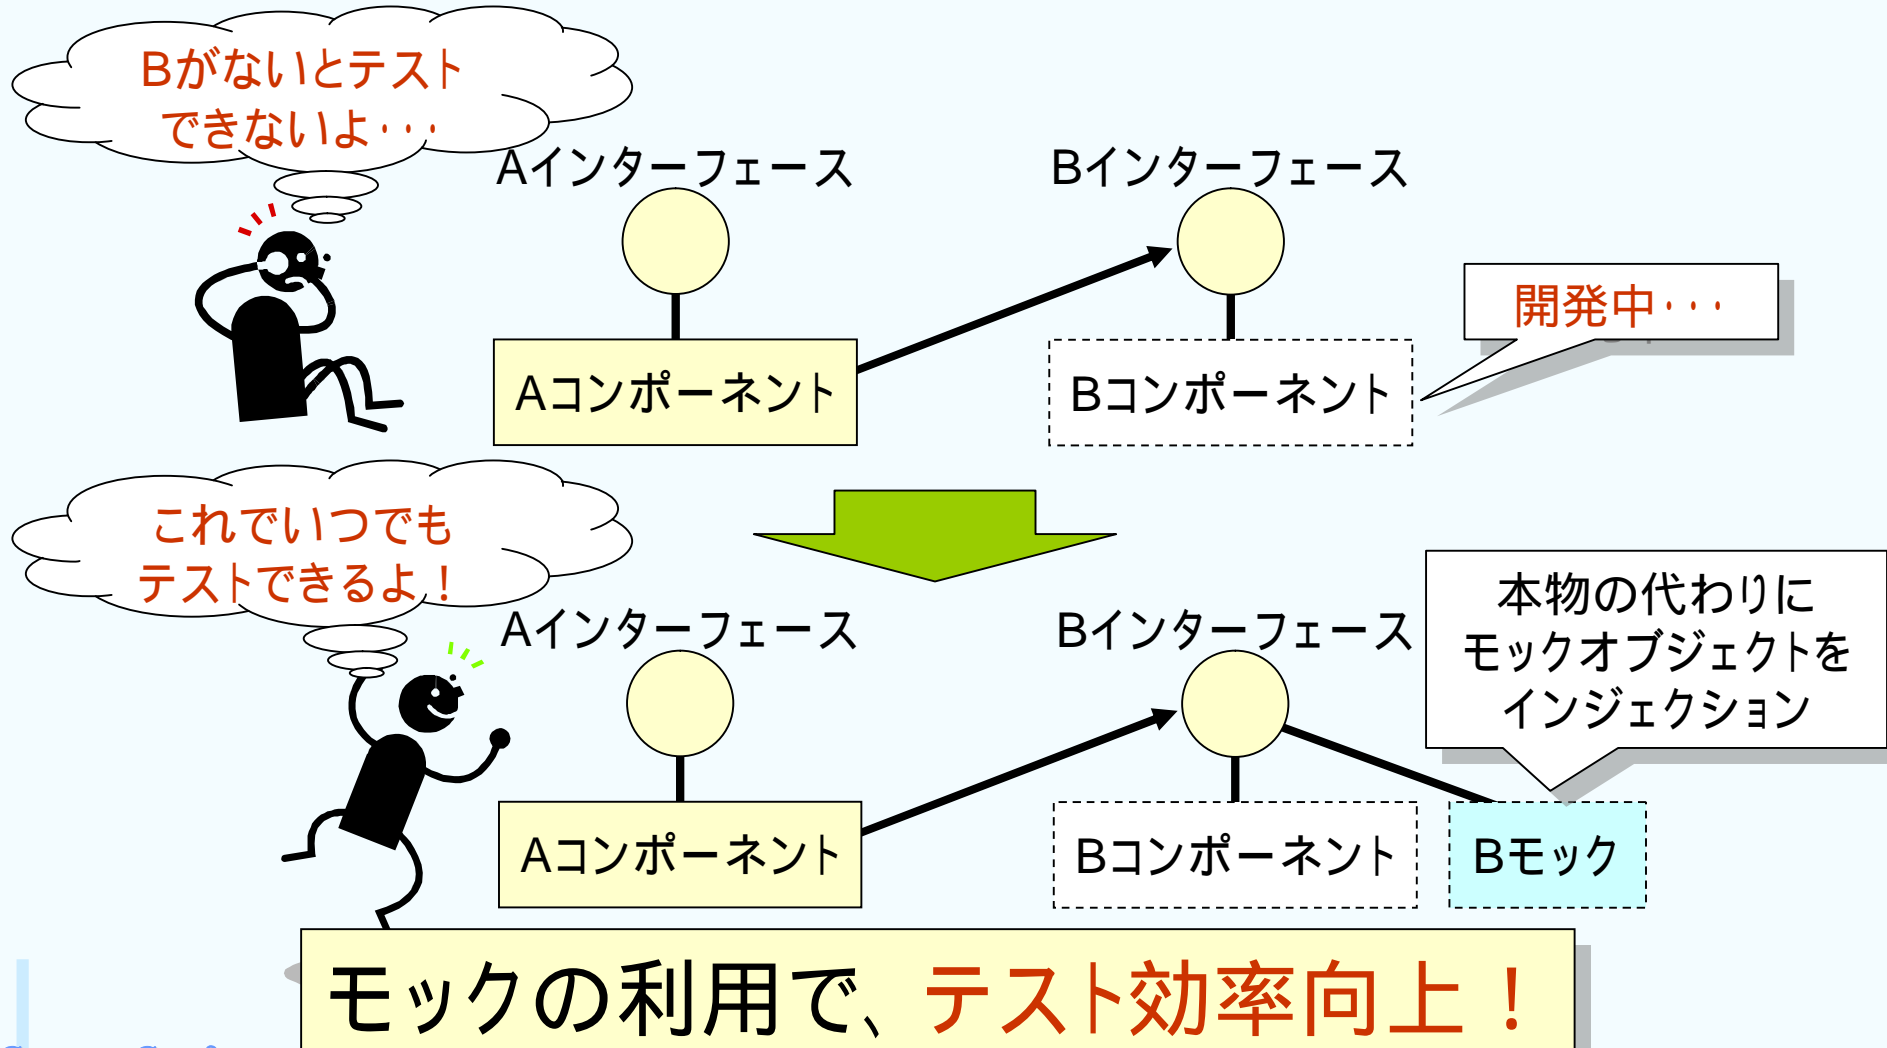 Bがないとテスト
できないよ・・・
Aインターフェース
Bインターフェース
開発中・・・
Aコンポーネント
Bコンポーネント
これでいつでも
テストできるよ！
Aインターフェース
Bインターフェース
本物の代わりに
モックオブジェクトを
インジェクション
Aコンポーネント
Bコンポーネント
Bモック
モックの利用で、テスト効率向上！